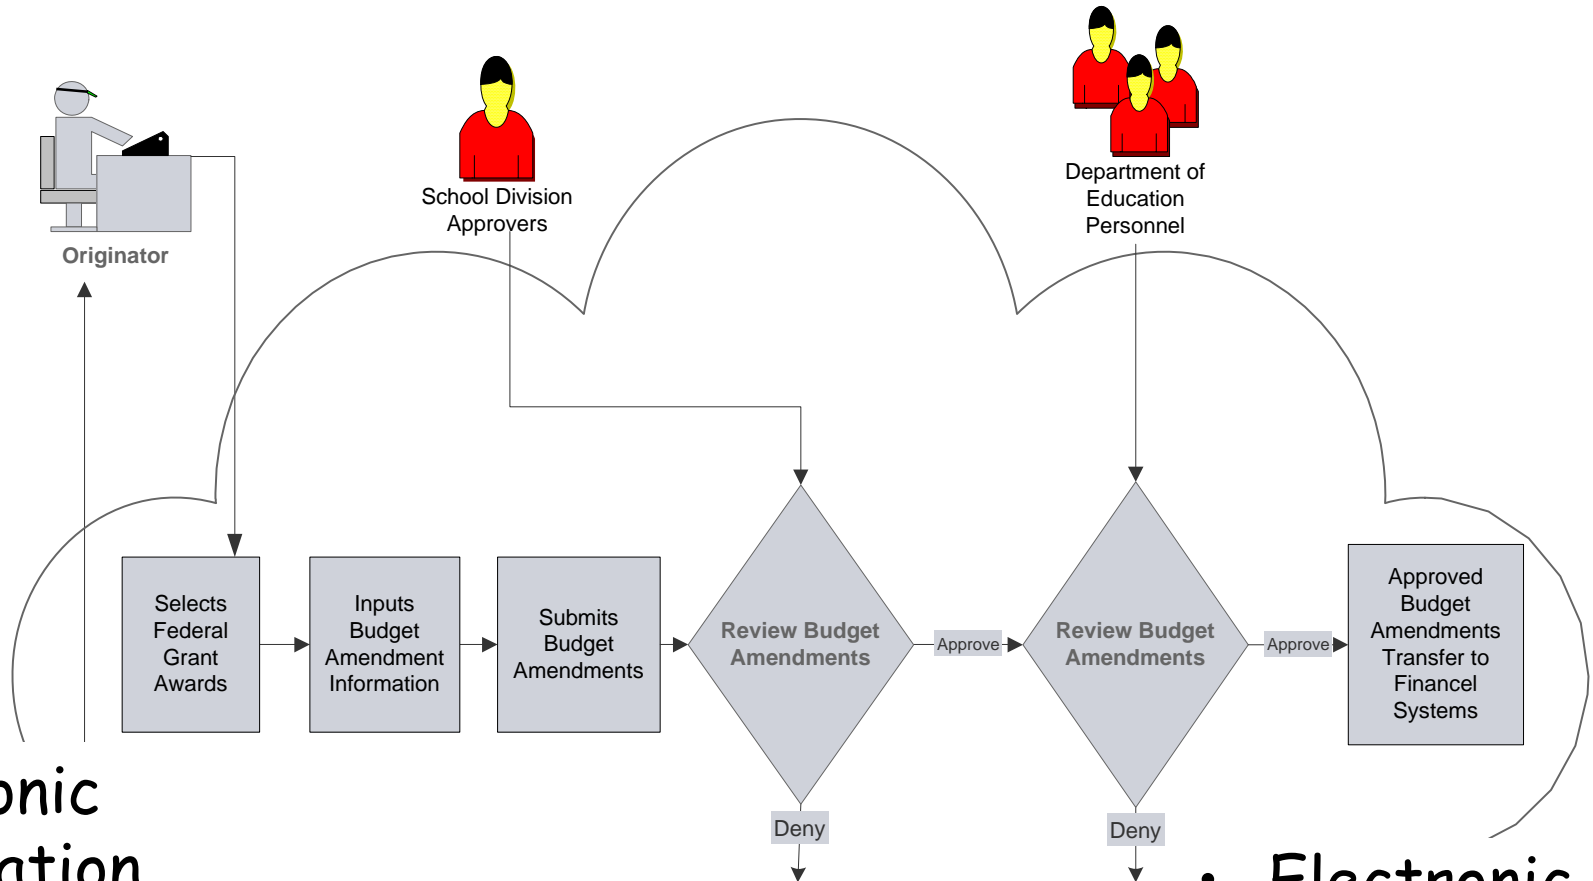 Originator
School Division
Approvers
Department of
Education
Personnel
Selects
Federal
Grant
Awards
Inputs
Budget
Amendment
Information
Submits
Budget
Amendments
Review Budget
Amendments
Approve
Review Budget
Amendments
Approve
Approved
Budget
Amendments
Transfer to
Financel
Systems
Deny
Deny
onic
ation
• Electronic